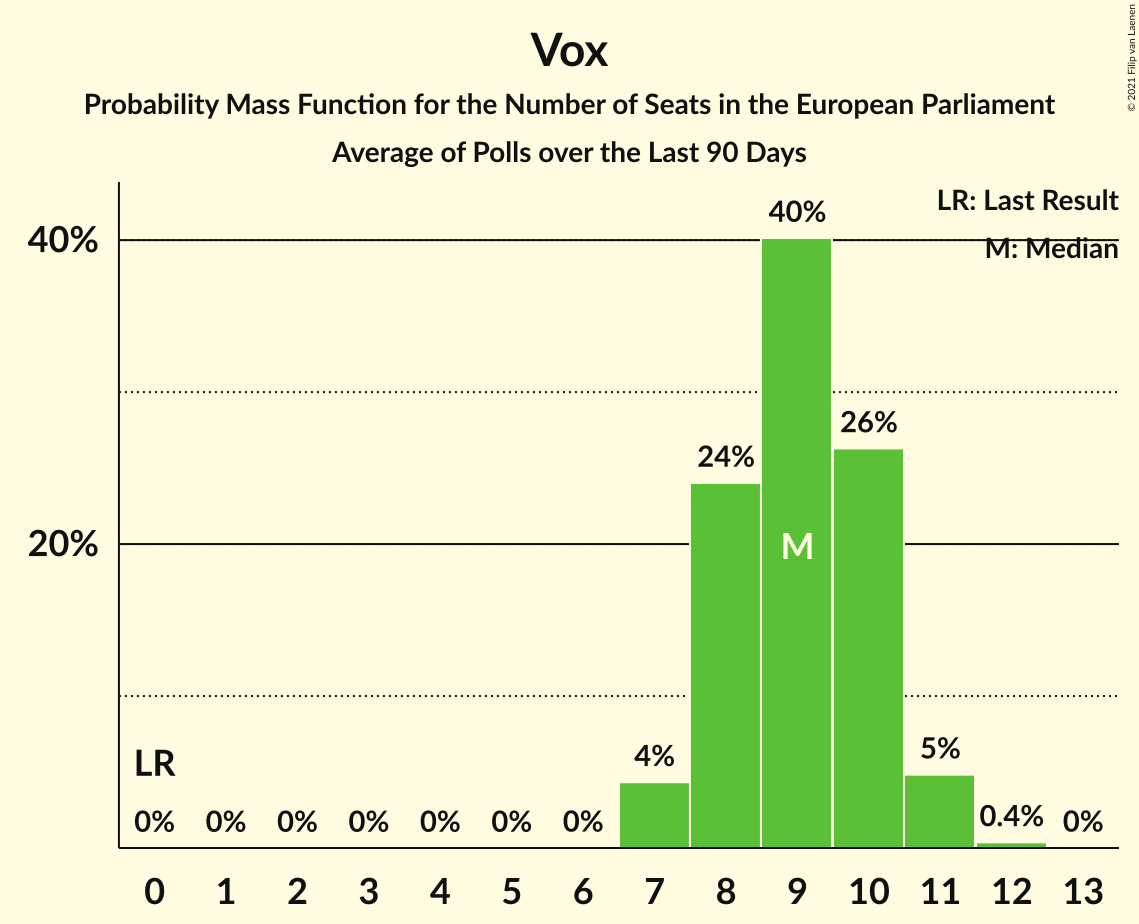 Vox
Probability Mass Function for the Number of Seats in the European Parliament
Average of Polls over the Last 90 Days
© 2021 Filip van Laenen
LR: Last Result
M: Median
40%
20%
40%
26%
24%
M
LR
4%
5%
0% 0% 0% 0% 0% 0% 0% 0.4% 0%
0 1 2 3 4 5 6 7 8 9 10 11 12 13